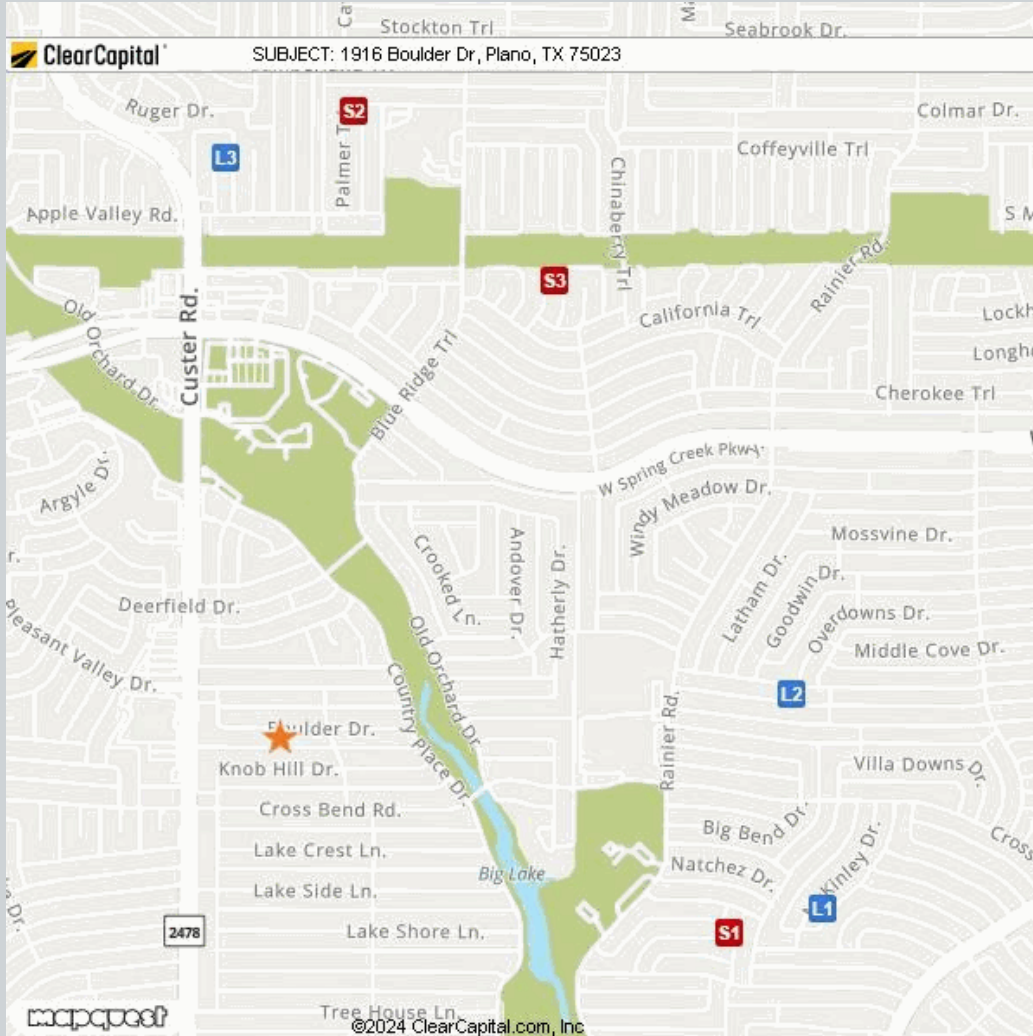 Stockton Trl
Seabrook Dr.
ClearCapital
SUBJECT: 1916 Boulder Dr, Plano, TX 75023
Ruger Dr.
S2
Colmar Dr.
L3
Palmer T
Coffeyville Trl
Chinaberry Trl
Apple Valley Rd.
S M
Rainier Rd.
S3
Old Orchard Dr.
Custer Rd.
California Trl
Lockh
Blue Ridge Trl
Cherokee Trl
W Spring Creek Pkwy.
Argyle Dr.
Windy Meadow Dr.
Mossvine Dr.
Crooked Ln.
Andover Dr.
Hatherly Dr.
Latham Dr.
Goodwin Dr.
Deerfield Dr.
Overdowns Dr.
Pleasant Valley Dr.
Old Orchard Dr.
Middle Cove Dr.
Country Place Dr.
L2
Rainier Rd.
Boulder Dr.
Knob Hill Dr.
Villa Downs Dr.
Cross Bend Rd.
Big Bend Dr.
Cross
Lake Crest Ln.
Big Lake
Natchez Dr.
Kinley Dr.
Lake Side Ln.
L1
2478
Lake Shore Ln.
S1
mapquest
Tree House Ln.
©2024 ClearCapital.com, Inc